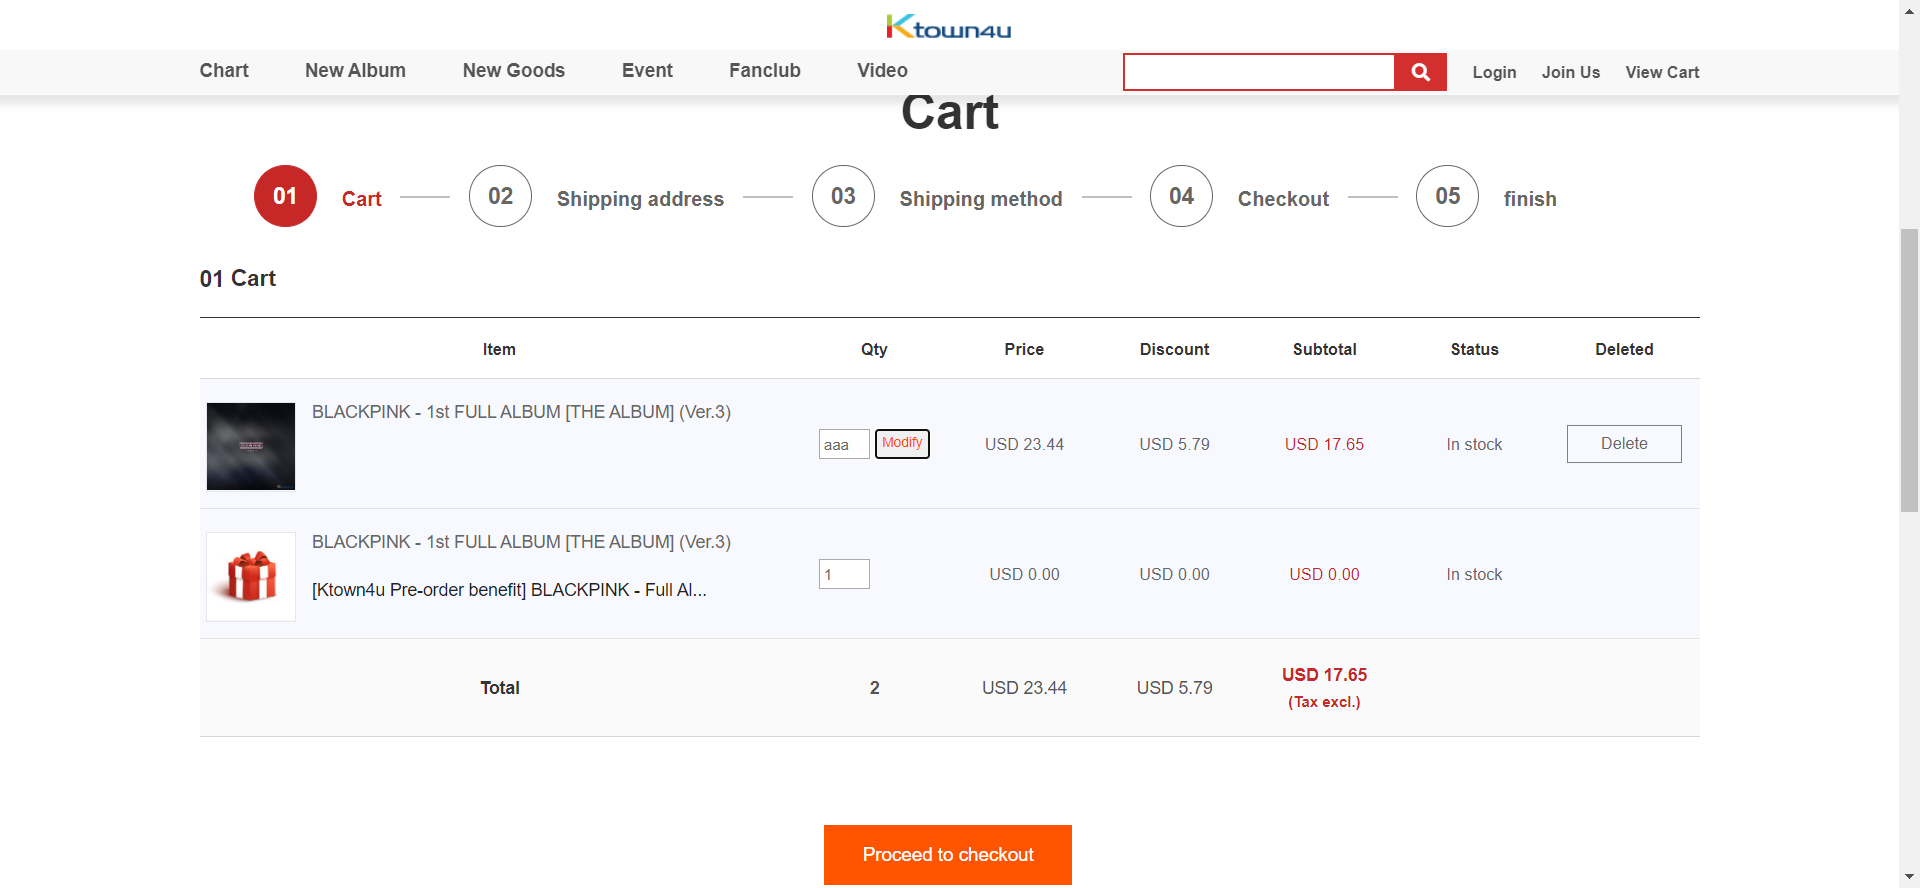 Ktown4u
Chart New Album New Goods Event Fanclub Video Login Join Us View Cart
Cart
01 Cart 02 Shipping address 03 Shipping method 04 Checkout 05 finish
01 Cart
Item Qty Price Discount Subtotal Status Deleted
BLACKPINK - 1st FULL ALBUM [THE ALBUM] (Ver.3)
aaa Modify USD 23.44 USD 5.79 USD 17.65 In stock Delete
BLACKPINK - 1st FULL ALBUM [THE ALBUM] (Ver.3)
1 USD 0.00 USD 0.00 USD 0.00 In stock
[Ktown4u Pre-order benefit] BLACKPINK - Full Al...
Total 2 USD 23.44 USD 5.79 USD 17.65
(Tax excl.)
Proceed to checkout